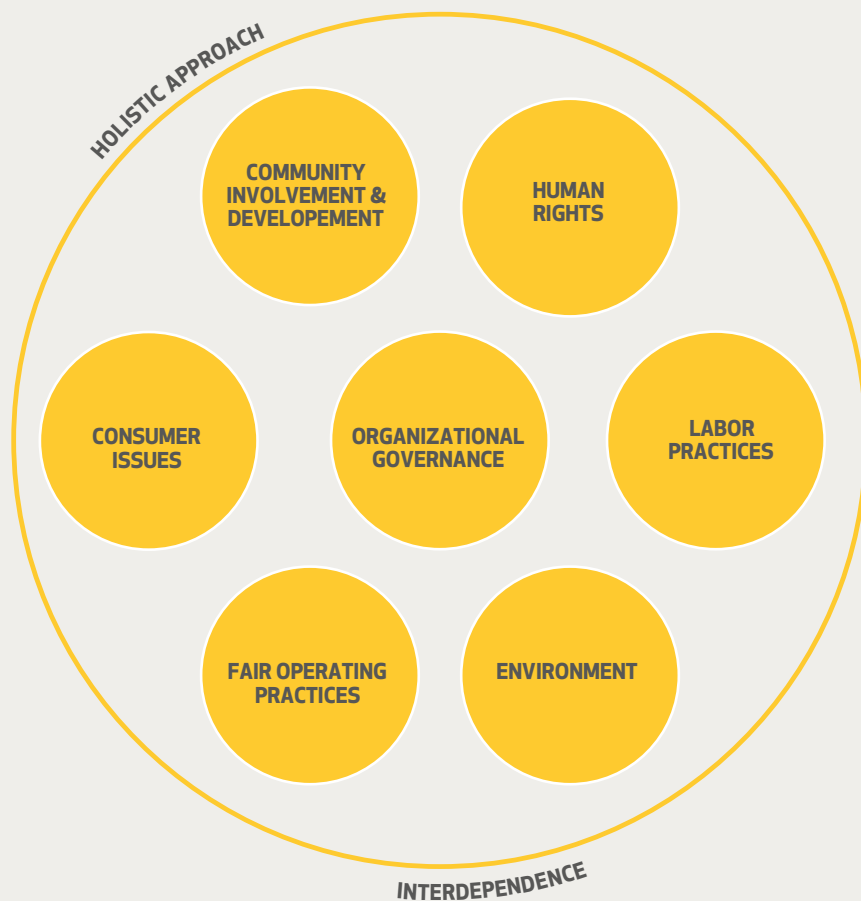 HOLISTIC APPROACH
COMMUNITY
INVOLVEMENT &
DEVELOPEMENT
HUMAN
RIGHTS
CONSUMER
ISSUES
ORGANIZATIONAL
GOVERNANCE
LABOR
PRACTICES
FAIR OPERATING
PRACTICES
ENVIRONMENT
INTERDEPENDENCE